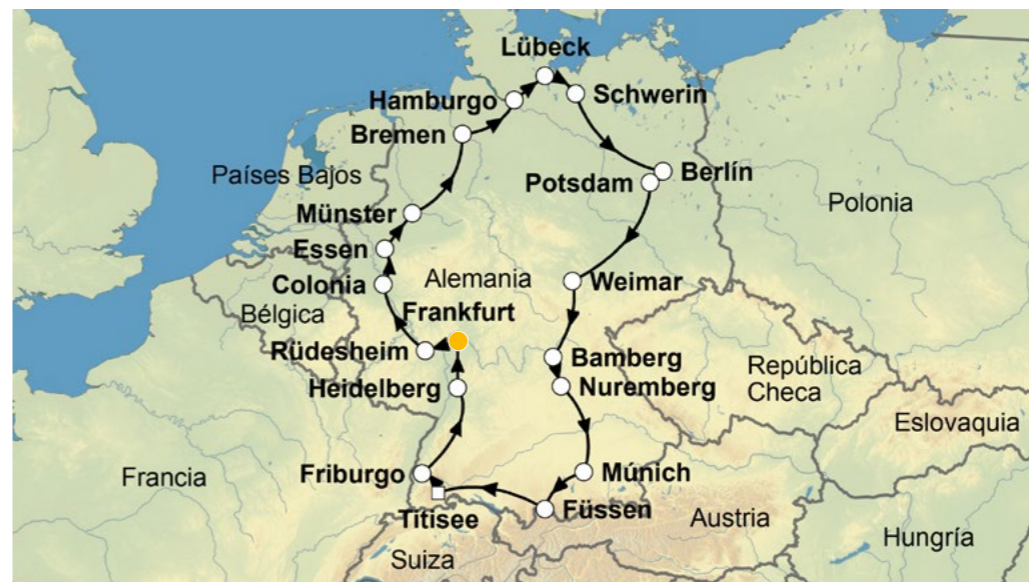 Lübeck
Hamburgo
Schwerin
Bremen
Países Bajos
Potsdam
Berlín
Polonia
Münster
Essen
Colonia
Alemania
Weimar
Bélgica
Frankfurt
Rüdesheim
Bamberg
República
Checa
Heidelberg
Nuremberg
Eslovaquia
Francia
Friburgo
Múnich
Titisee
Füssen
Austria
Hungría
Suiza